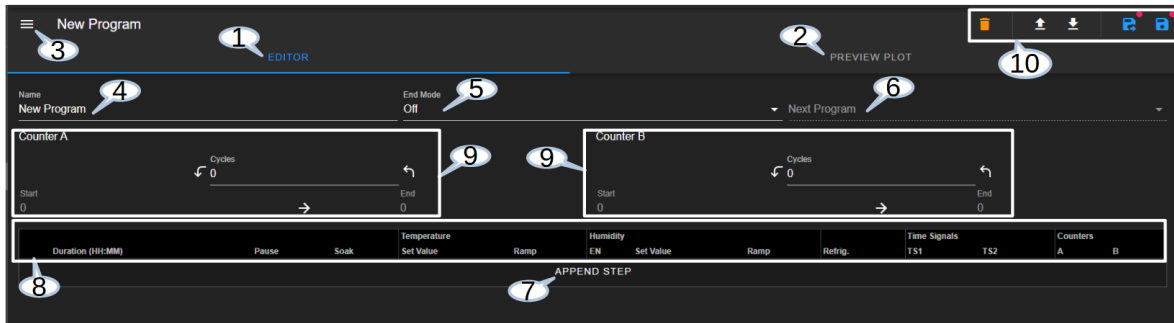 New Program
3
1
EDITOR
2
PREVIEW PLOT
10
Name
New Program
4
End Mode
Off
5
Next Program
6
Counter A
Cycles
0
Start
0
End
0
9
Counter B
Cycles
0
Start
0
End
0
9
Temperature Humidity Time Signals Counters
Duration (HH:MM) Pause Soak Set Value Ramp EN Set Value Ramp Refrig. TS1 TS2 A B
8
APPEND STEP
7